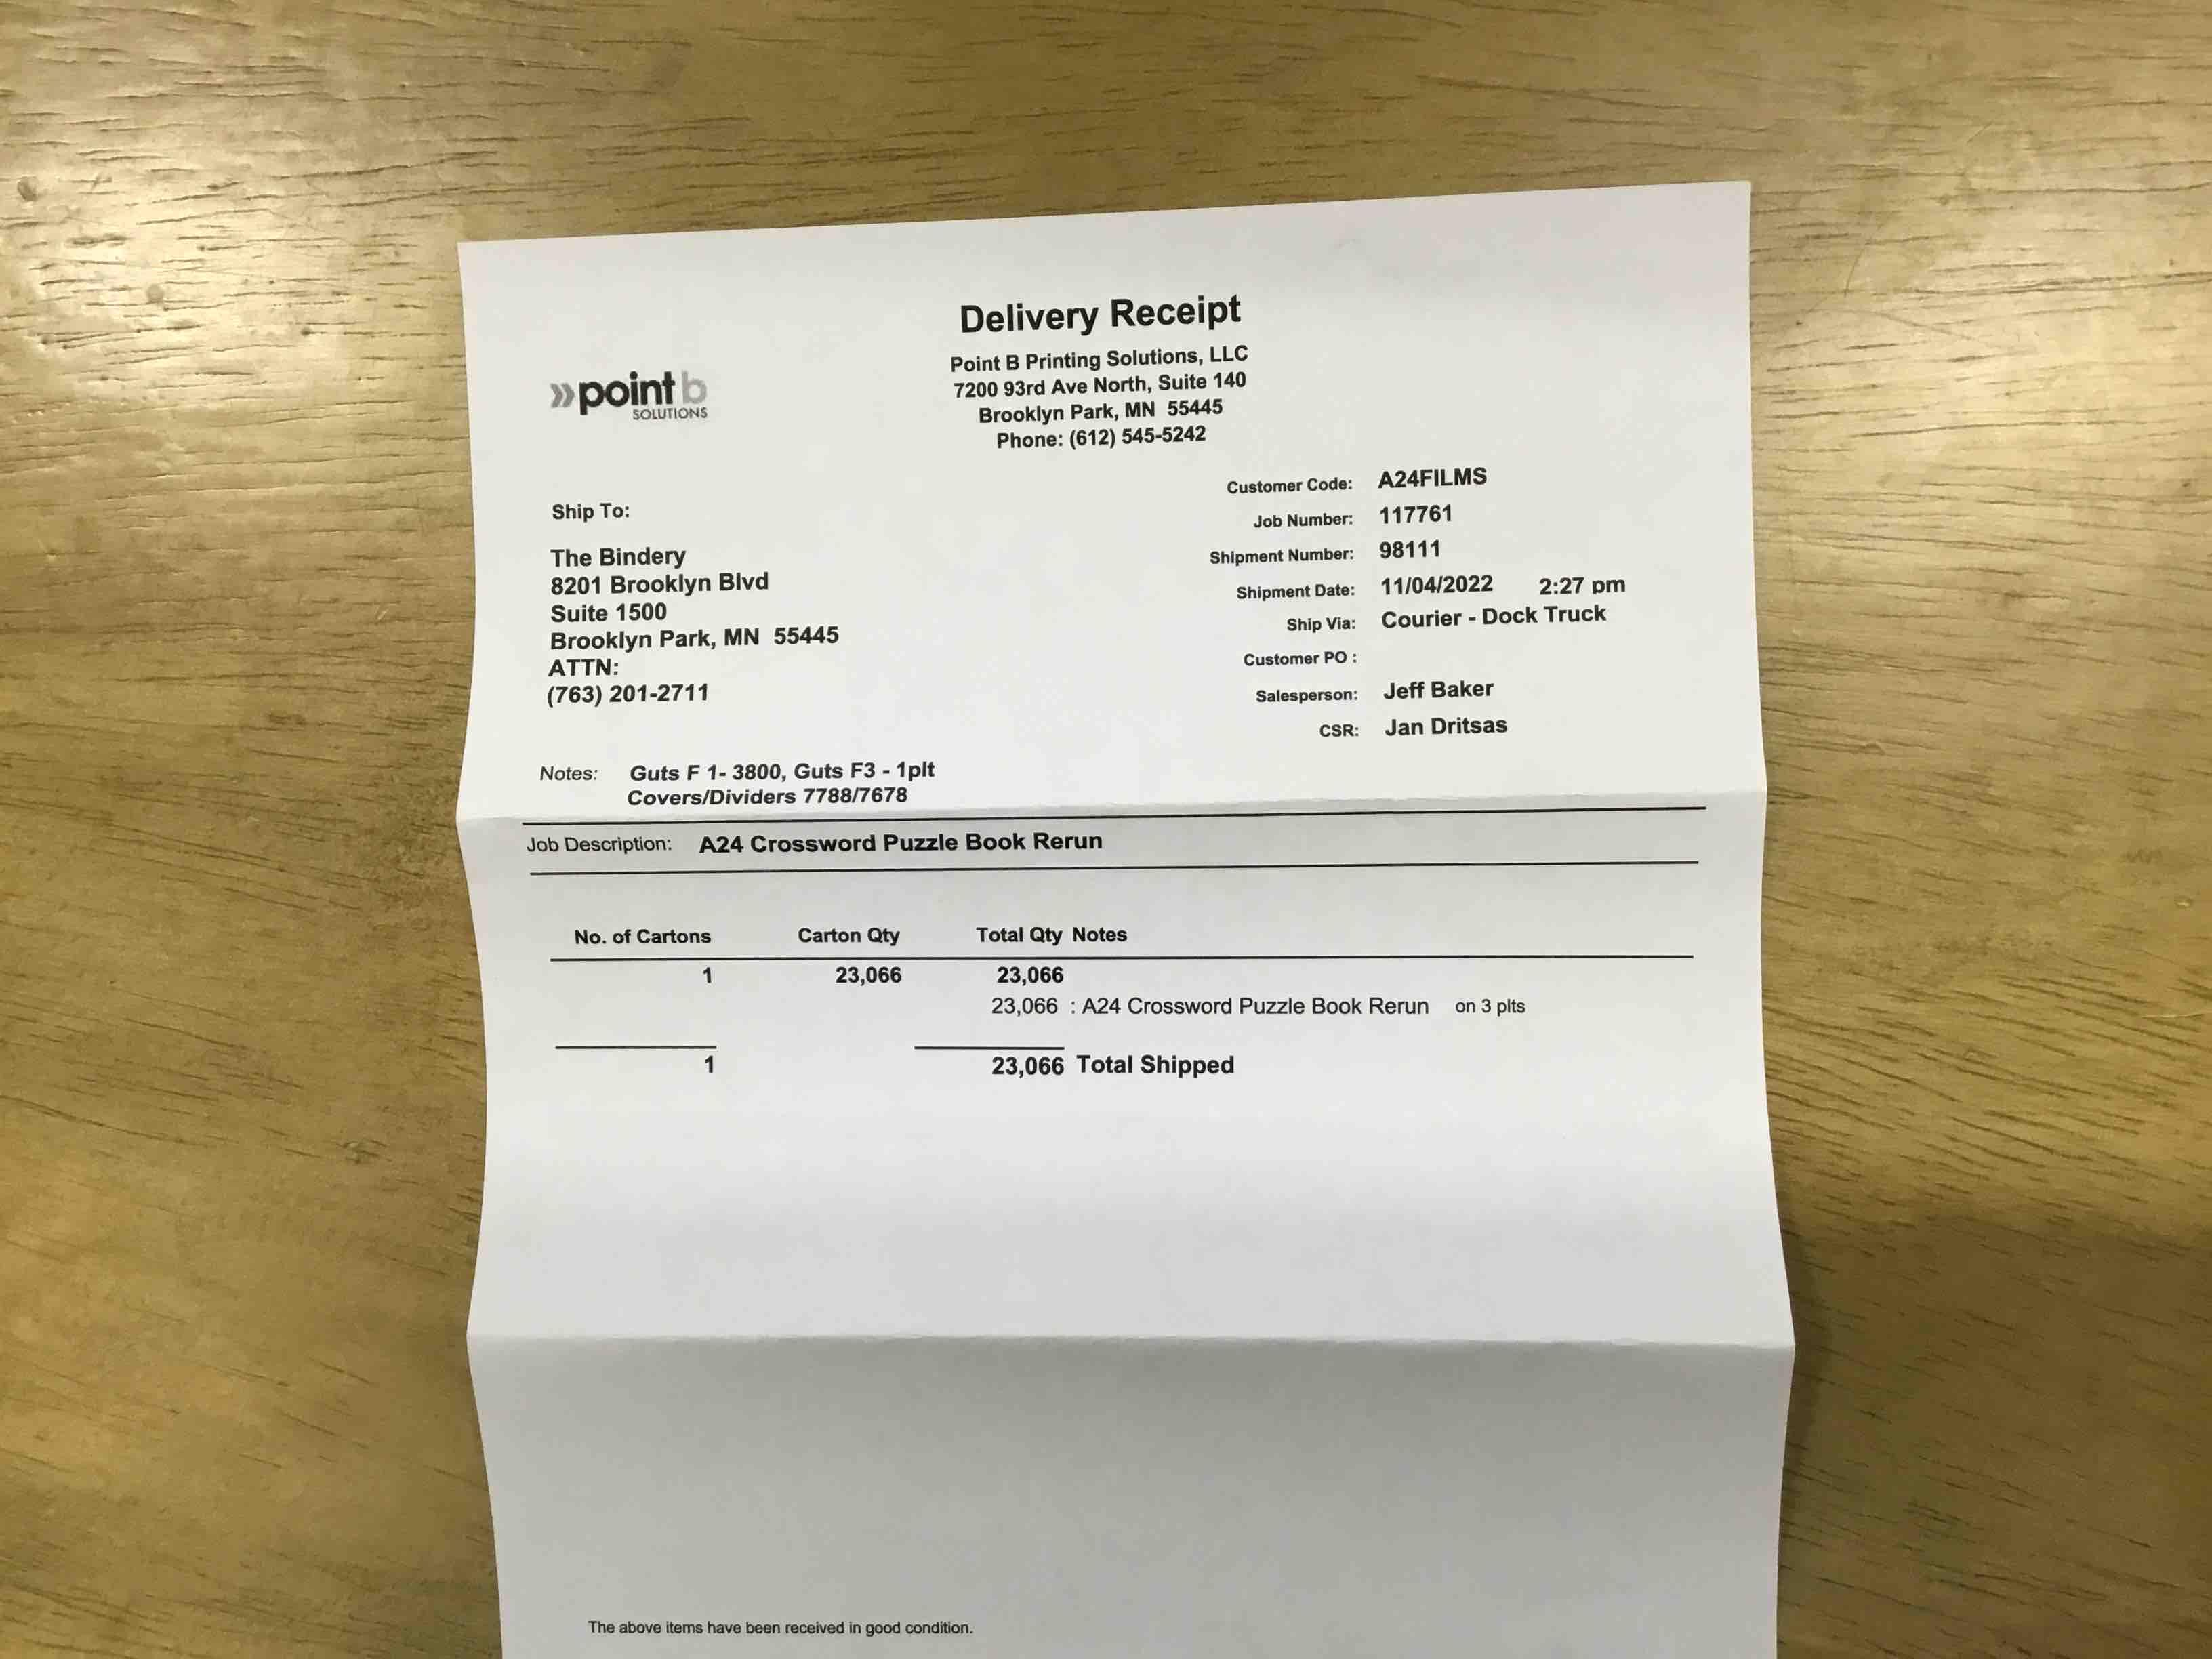 Delivery Receipt
»point b
SOLUTIONS
Point B Printing Solutions, LLC
7200 93rd Ave North, Suite 140
Brooklyn Park, MN 55445
Phone: (612) 545-5242
Ship To:
The Bindery
8201 Brooklyn Blvd
Suite 1500
Brooklyn Park, MN 55445
ATTN:
(763) 201-2711
Customer Code: A24FILMS
Job Number: 117761
Shipment Number: 98111
Shipment Date: 11/04/2022 2:27 pm
Ship Via: Courier - Dock Truck
Customer PO :
Salesperson: Jeff Baker
CSR: Jan Dritsas
Notes: Guts F 1- 3800, Guts F3 - 1plt
Covers/Dividers 7788/7678
Job Description: A24 Crossword Puzzle Book Rerun
No. of Cartons Carton Qty Total Qty Notes
1 23,066 23,066
23,066 : A24 Crossword Puzzle Book Rerun on 3 plts
1 23,066 Total Shipped
The above items have been received in good condition.